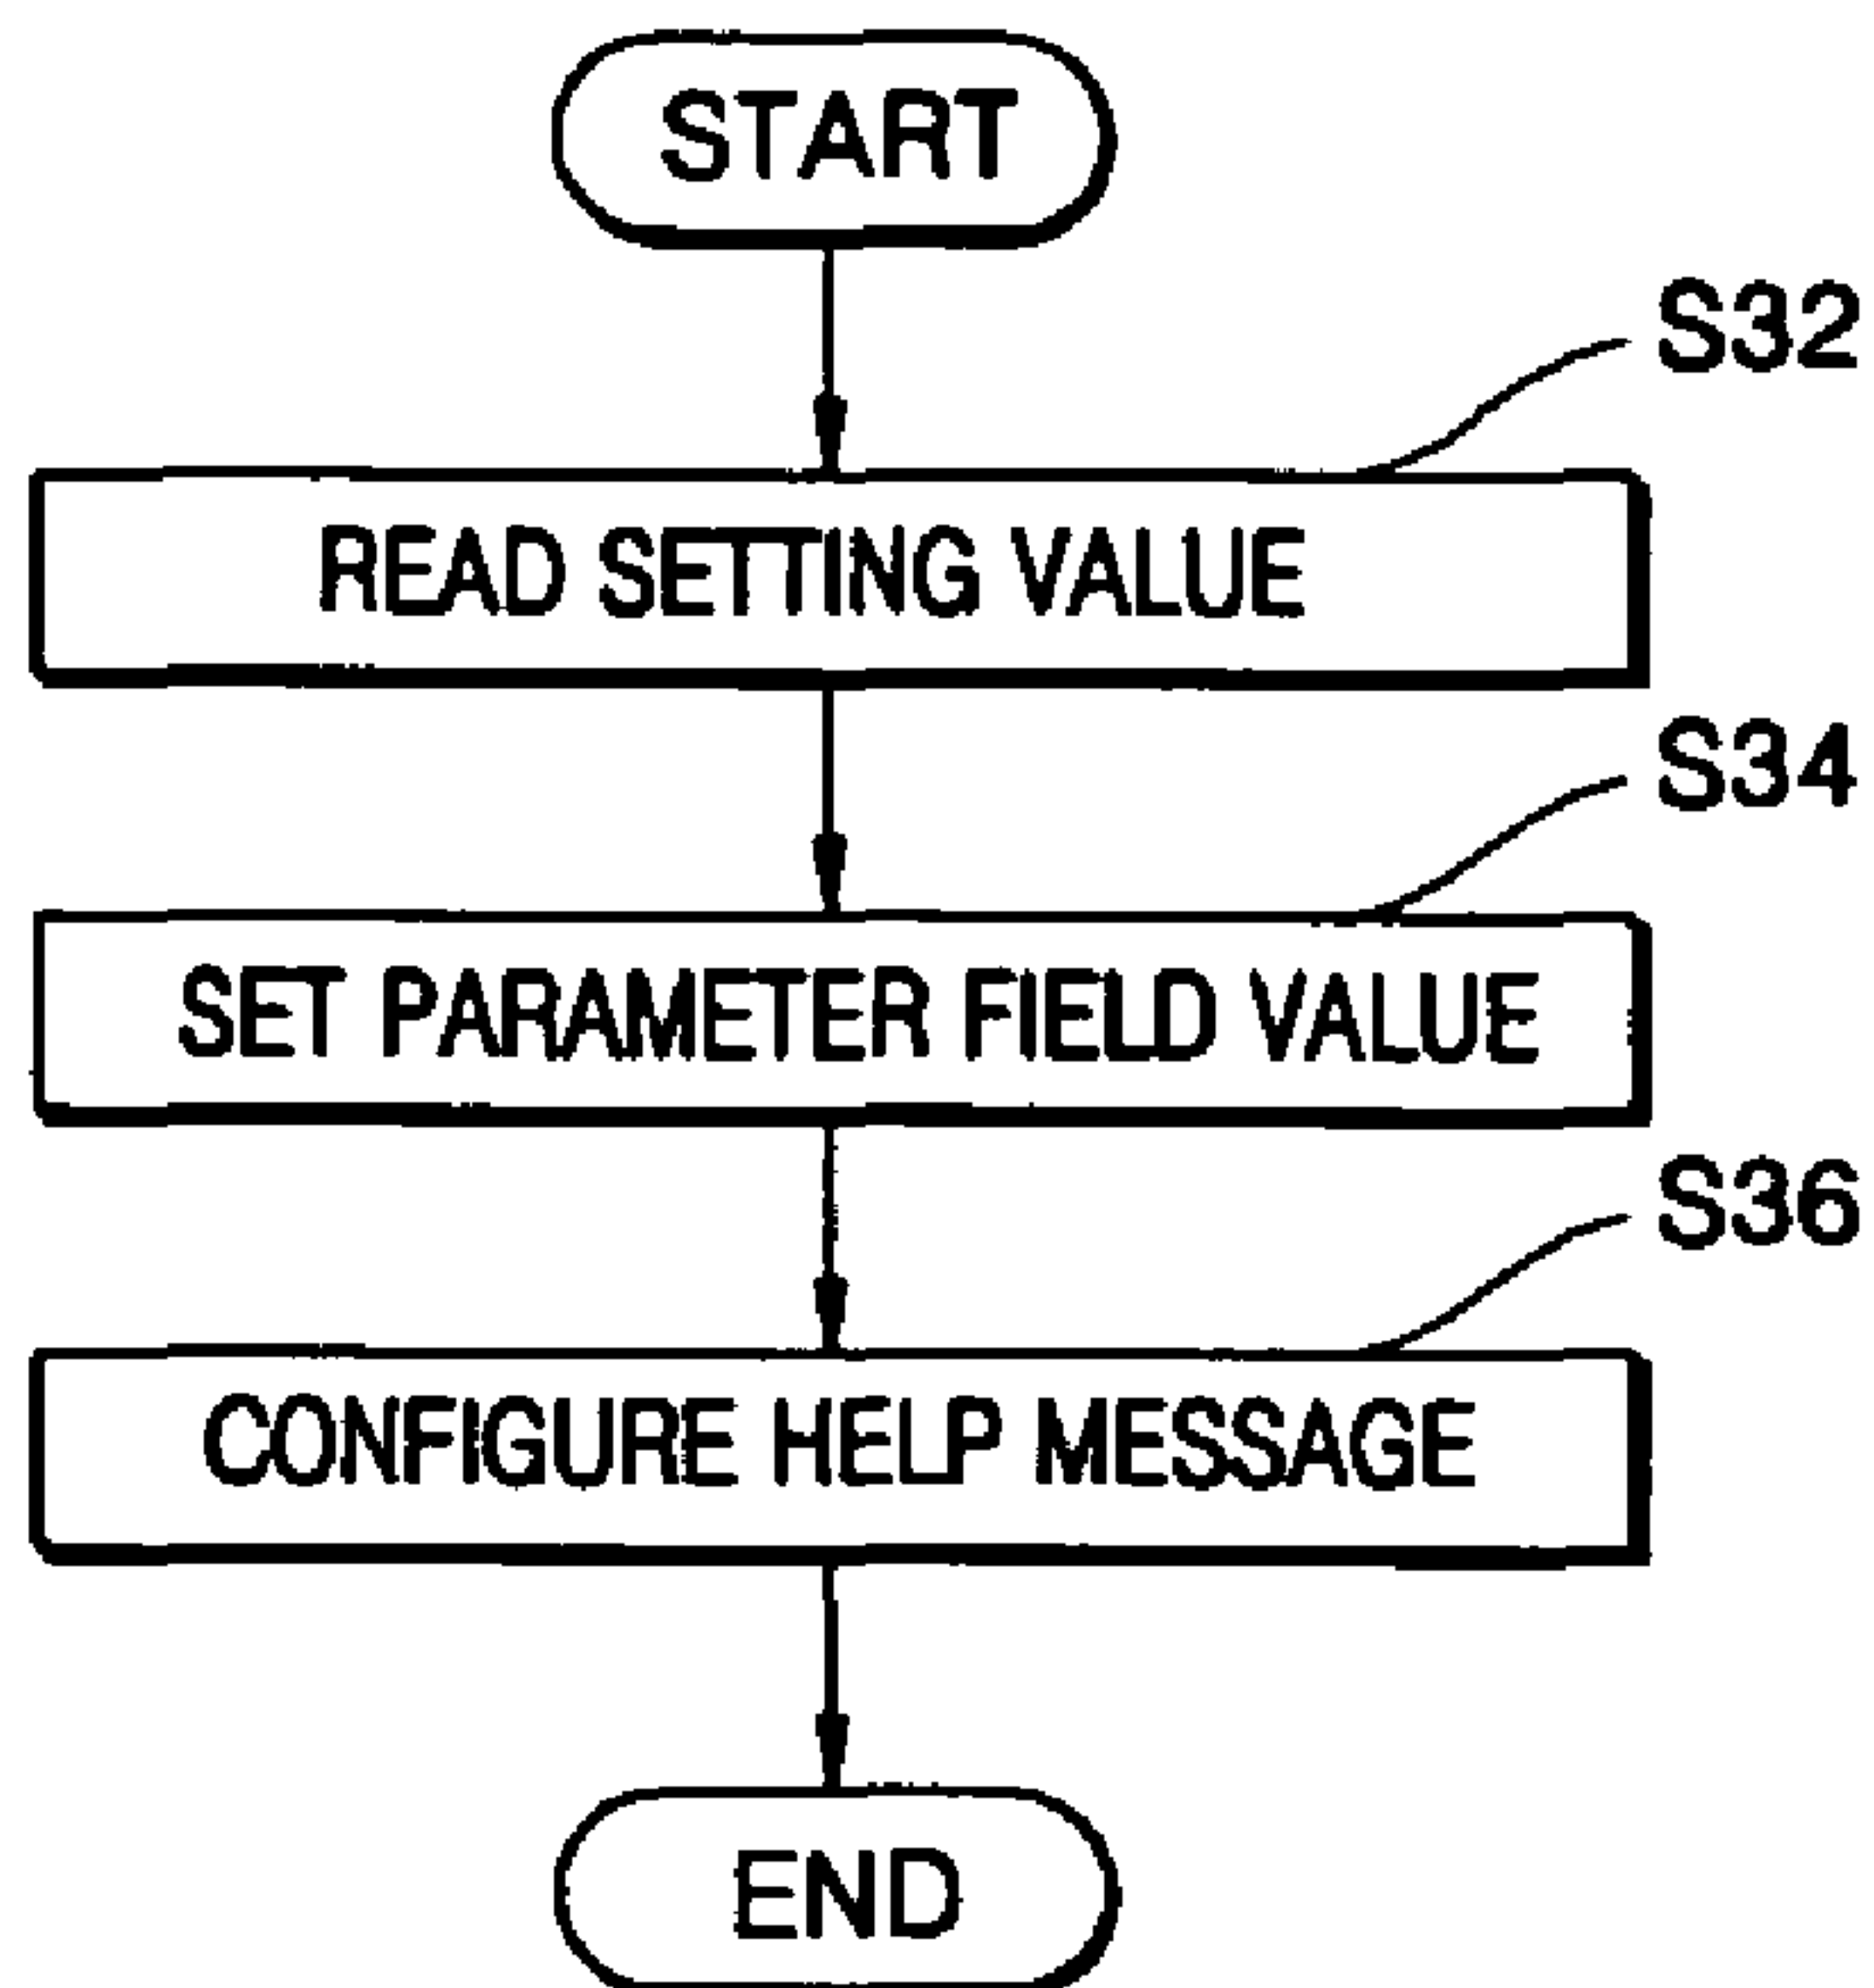 START
S32
READ SETTING VALUE
S34
SET PARAMETER FIELD VALUE
S36
CONFIGURE HELP MESSAGE
END